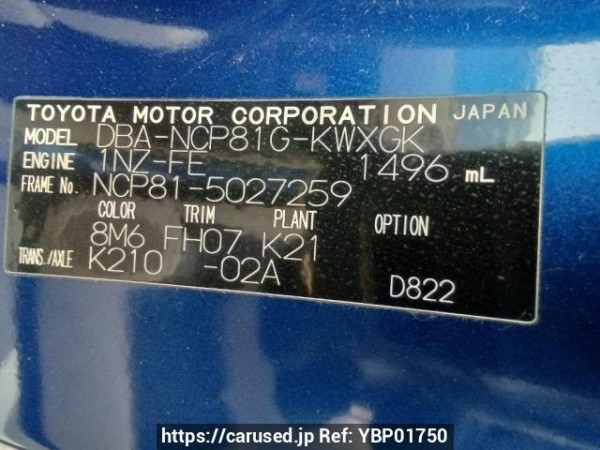 TOYOTA MOTOR CORPORATION JAPAN
MODEL DBA-NCP81G-KWXGK
ENGINE 1NZ-FE 1496 mL
FRAME No. NCP81-5027259
COLOR TRIM PLANT OPTION
8M6 FH07 K21
TRANS./AXLE K210 -02A
D822
https://carused.jp Ref: YBP01750